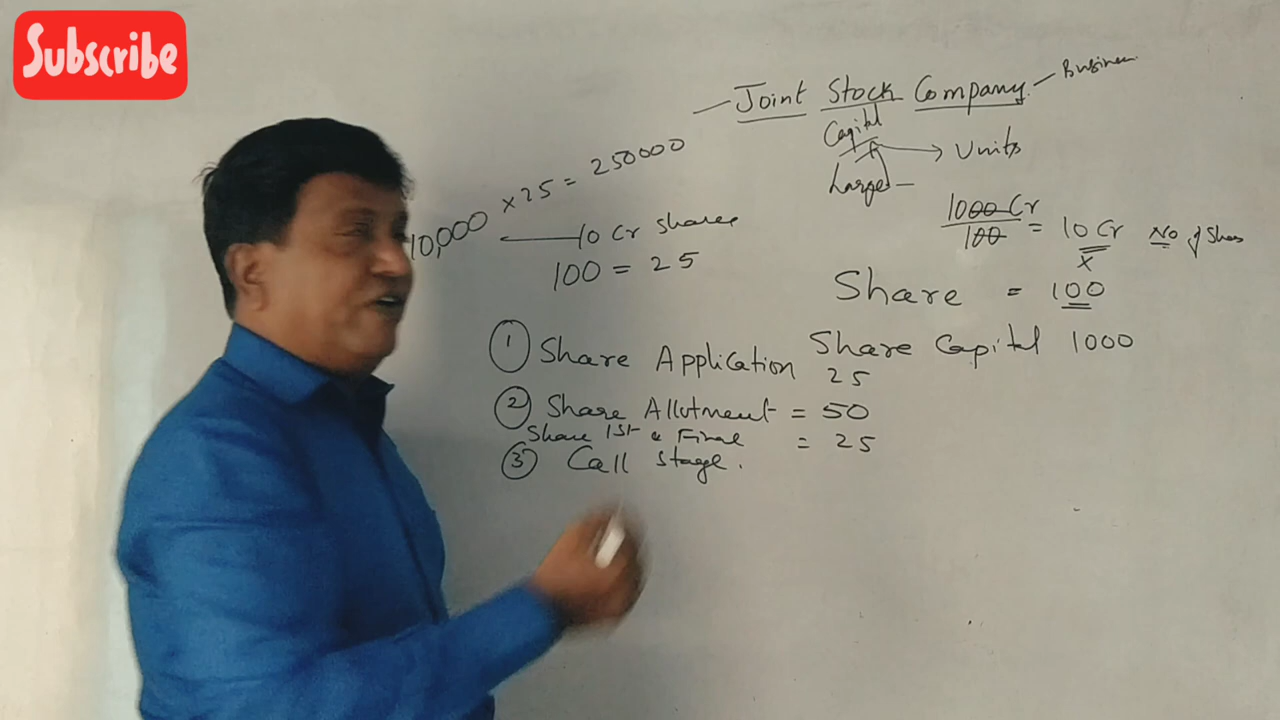 Subscribe
Joint Stock Company
Capital
Units
Larged
10,000 × 25 = 250000
10 Cr Shares
100 = 25
1000 Cr
100
= 10 Cr No of Shares
×
Share = 100
Share Capital 1000
① Share Application 25
② Share Allotment = 50
Share 1st & Final = 25
③ Call Stage.